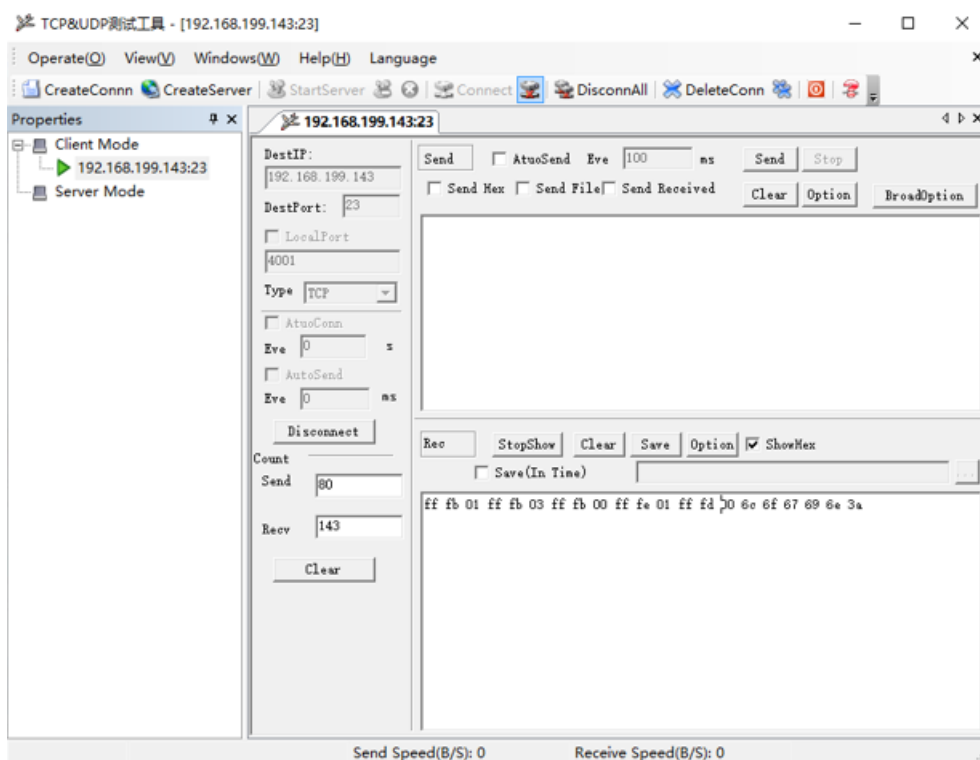 TCP&UDP测试工具 - [192.168.199.143:23]
Operate(O) View(V) Windows(W) Help(H) Language
CreateConnn CreateServer StartServer Connect DisconnAll DeleteConn
Properties
Client Mode
192.168.199.143:23
Server Mode
192.168.199.143:23
DestIP:
192.168.199.143
DestPort: 23
LocalPort
4001
Type TCP
AtuoConn
Eve 0 s
AutoSend
Eve 0 ms
Disconnect
Count
Send 80
Recv 143
Clear
Send AtuoSend Eve 100 ms Send Stop
Send Hex Send File Send Received Clear Option BroadOption
Rec StopShow Clear Save Option ShowHex
Save(In Time) ...
ff fb 01 ff fb 03 ff fb 00 ff fe 01 ff fd 00 6c 6f 67 69 6e 3a
Send Speed(B/S): 0 Receive Speed(B/S): 0